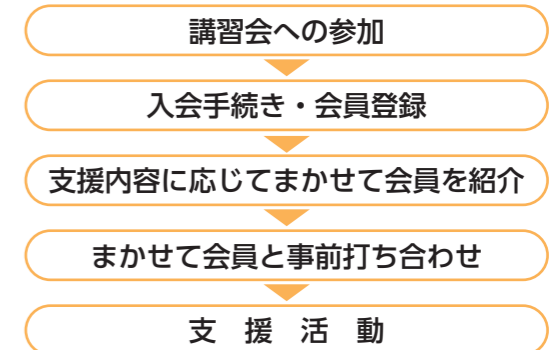 講習会への参加
入会手続き・会員登録
支援内容に応じてまかせて会員を紹介
まかせて会員と事前打ち合わせ
支　援　活　動